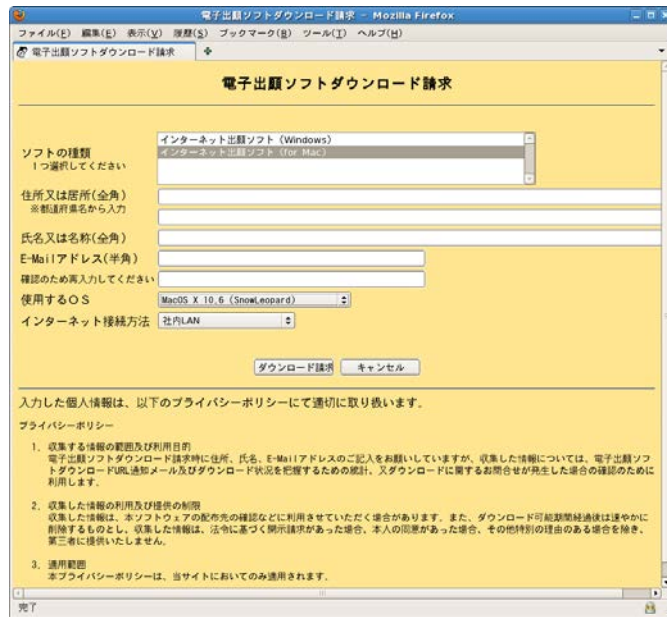 電子出願ソフトダウンロード請求 - Mozilla Firefox
ファイル(F) 編集(E) 表示(V) 履歴(S) ブックマーク(B) ツール(T) ヘルプ(H)
電子出願ソフトダウンロード請求
電子出願ソフトダウンロード請求
ソフトの種類
1つ選択してください
インターネット出願ソフト (Windows)
インターネット出願ソフト (for Mac)
住所又は居所(全角)
※都道府県名から入力
氏名又は名称(全角)
E-Mailアドレス(半角)
確認のため再入力してください
使用するOS
MacOS X 10.6 (SnowLeopard)
インターネット接続方法
社内LAN
ダウンロード請求 キャンセル
入力した個人情報は、以下のプライバシーポリシーにて適切に取り扱います.
プライバシーポリシー
1. 収集する情報の範囲及び利用目的
電子出願ソフトダウンロード請求時に住所、氏名、E-Mailアドレスのご記入をお願いしていますが、収集した情報については、電子出願ソフ
トダウンロードURL通知メール及びダウンロード状況を把握するための統計、又ダウンロードに関するお問合せが発生した場合の確認のために
利用します.
2. 収集した情報の利用及び提供の制限
収集した情報は、本ソフトウェアの配布先の確認などに利用させていただく場合があります. また、ダウンロード可能期間経過後は速やかに
削除するものとし、収集した情報は、法令に基づく開示請求があった場合、本人の同意があった場合、その他特別の理由のある場合を除き、
第三者に提供いたしません.
3. 適用範囲
本プライバシーポリシーは、当サイトにおいてのみ適用されます.
完了